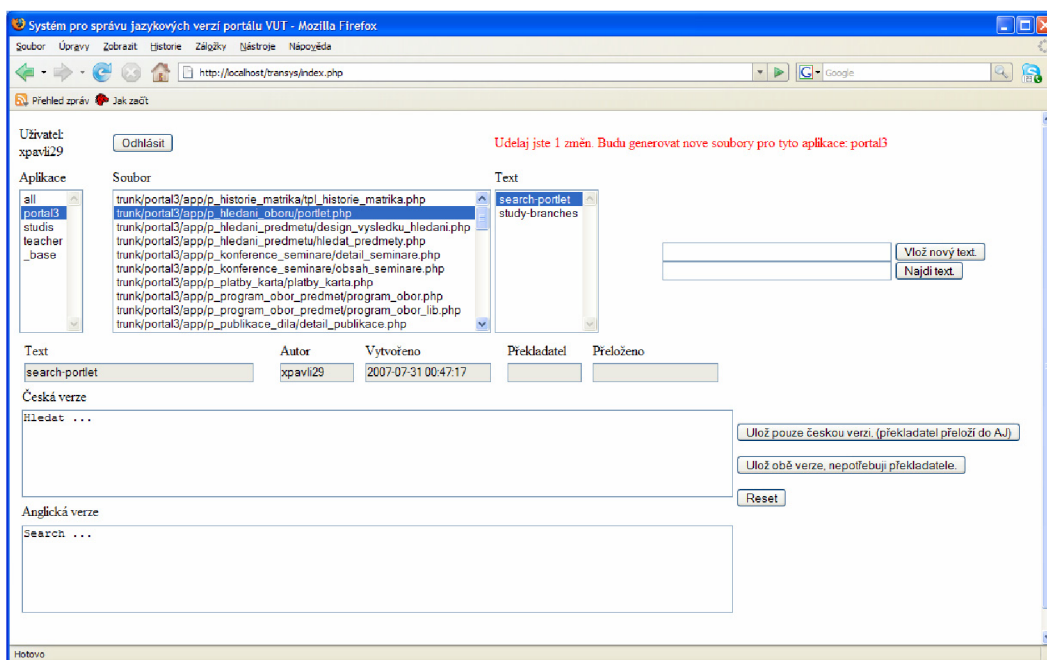 Systém pro správu jazykových verzí portálu VUT - Mozilla Firefox
Soubor Úpravy Zobrazit Historie Záložky Nástroje Nápověda
http://localhost/transys/index.php
Google
Přehled zpráv Jak začít
Uživatel:
xpavli29
Odhlásit
Udelaj jste 1 změn. Budu generovat nove soubory pro tyto aplikace: portal3
Aplikace
Soubor
Text
all
portal3
studis
teacher
_base
trunk/portal3/app/p_historie_matrika/tpl_historie_matrika.php
trunk/portal3/app/p_hledani_oboru/portlet.php
trunk/portal3/app/p_hledani_predmetu/design_vysledku_hledani.php
trunk/portal3/app/p_hledani_predmetu/hledat_predmety.php
trunk/portal3/app/p_konference_seminare/detail_seminare.php
trunk/portal3/app/p_konference_seminare/obsah_seminare.php
trunk/portal3/app/p_platby_karta/platby_karta.php
trunk/portal3/app/p_program_obor_predmet/program_obor.php
trunk/portal3/app/p_program_obor_predmet/program_obor_lib.php
trunk/portal3/app/p_publikace_dila/detail_publikace.php
search-portlet
study-branches
Vlož nový text.
Najdi text.
Text Autor Vytvořeno Překladatel Přeloženo
search-portlet xpavli29 2007-07-31 00:47:17
Česká verze
Hledat ...
Ulož pouze českou verzi. (překladatel přeloží do AJ)
Ulož obě verze, nepotřebuji překladatele.
Reset
Anglická verze
Search ...
Hotovo